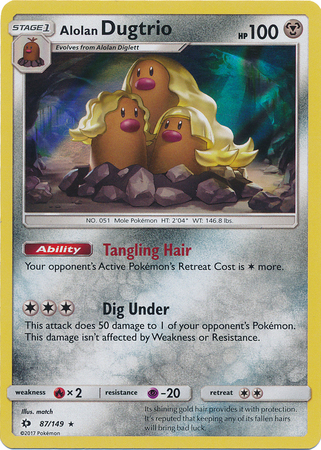 STAGE1
Alolan Dugtrio
HP 100
Evolves from Alolan Diglett
NO. 051 Mole Pokémon HT: 2'04" WT: 146.8 lbs.
Ability Tangling Hair
Your opponent's Active Pokémon's Retreat Cost is more.
Dig Under
This attack does 50 damage to 1 of your opponent's Pokémon.
This damage isn't affected by Weakness or Resistance.
weakness × 2 resistance -20 retreat
Illus. match
87/149 ★
©2017 Pokémon
Its shining gold hair provides it with protection.
It's reputed that keeping any of its fallen hairs
will bring bad luck.